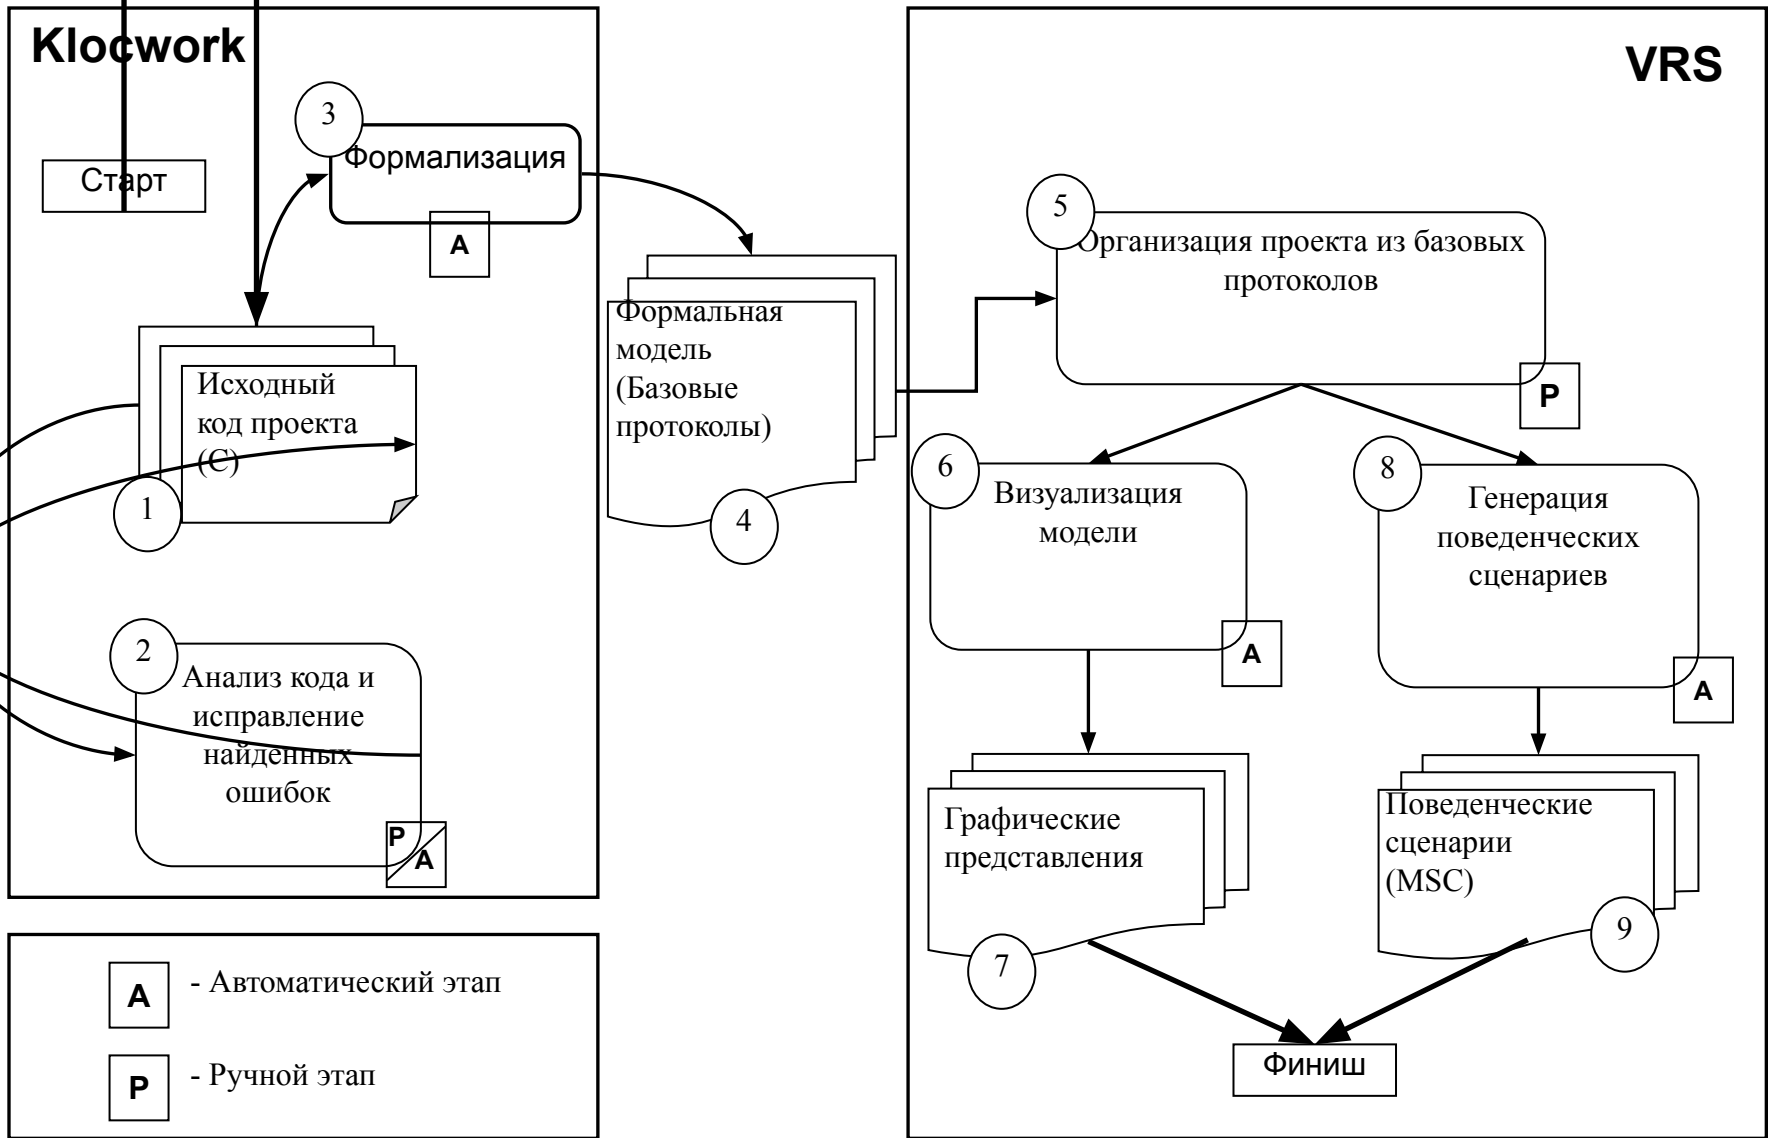 Klocwork
3
Формализация
A
Старт
Исходный
код проекта
(C)
1
2
Анализ кода и
исправление
найденных
ошибок
P
A
Формальная
модель
(Базовые
протоколы)
4
VRS
5
Организация проекта из базовых
протоколов
P
6
Визуализация
модели
A
8
Генерация
поведенческих
сценариев
A
Графические
представления
7
Поведенческие
сценарии
(MSC)
9
Финиш
A - Автоматический этап
P - Ручной этап